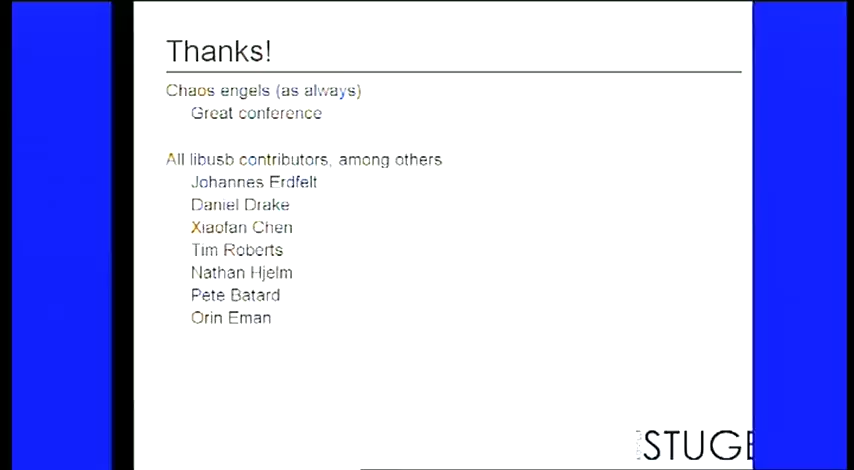 Thanks!
Chaos engels (as always)
Great conference
All libusb contributors, among others
Johannes Erdfelt
Daniel Drake
Xiaofan Chen
Tim Roberts
Nathan Hjelm
Pete Batard
Orin Eman
STUGE